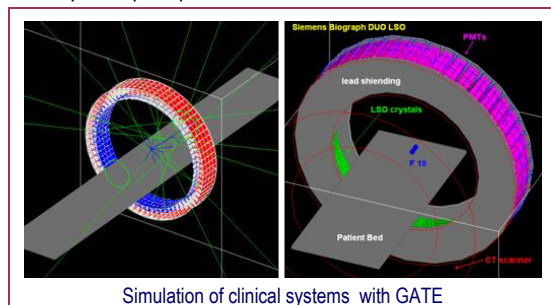 Siemens Biograph DUO LSO
PMTs
lead shiending
LSO crystals
F 18
Patient Bed
CT scanner
Simulation of clinical systems with GATE